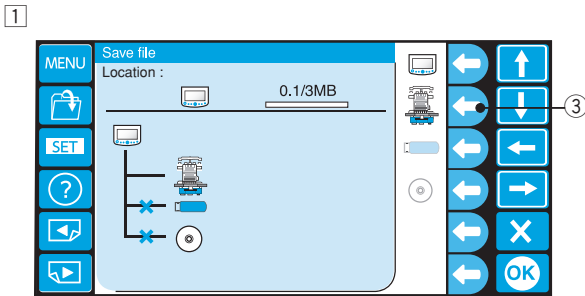 1
MENU
Save file
Location :
0.1/3MB
3
SET
?
X
OK